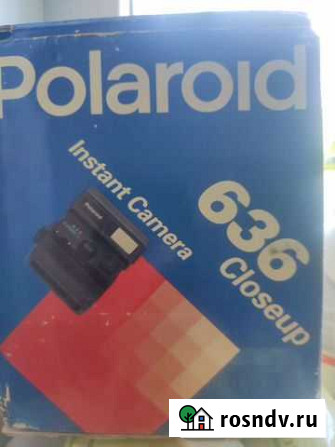 Polaroid
Instant Camera
636
Closeup
rosndv.ru